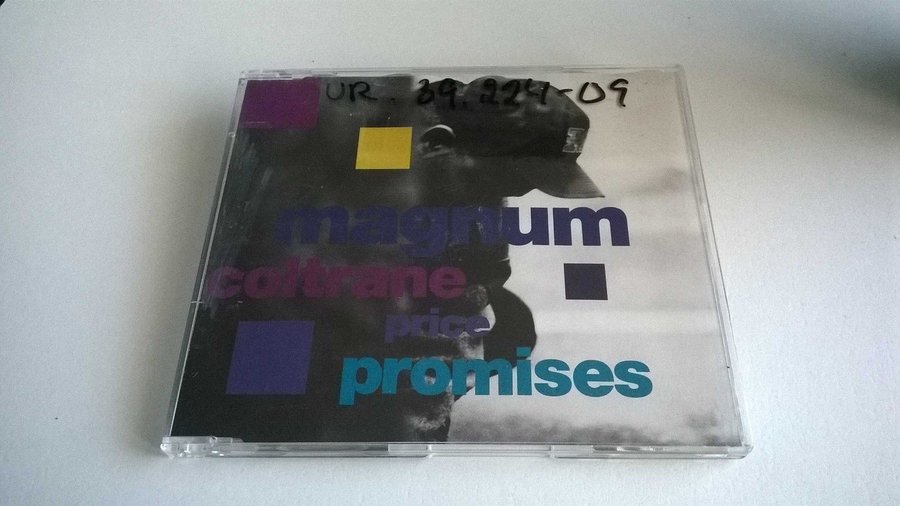 UR. 39.224-09
magnum
coltrane
price
promises